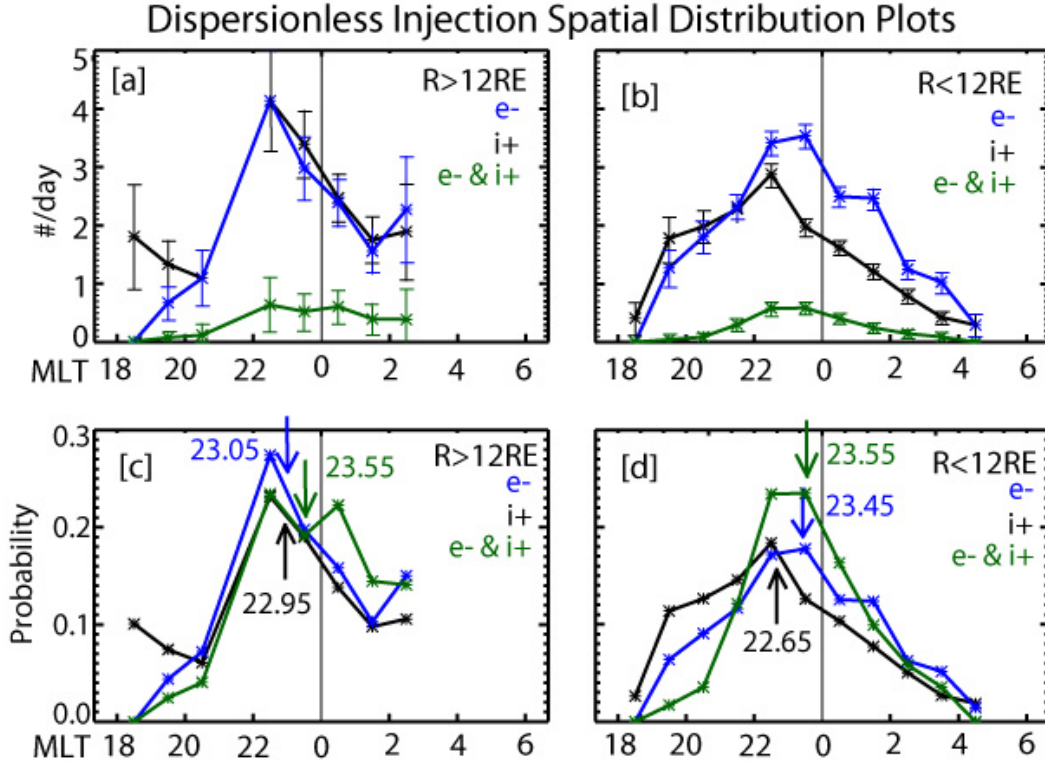 Dispersionless Injection Spatial Distribution Plots
[a]
R>12RE
e-
i+
e- & i+
#/day
5
4
3
2
1
0
MLT 18 20 22 0 2 4 6
[b]
R<12RE
e-
i+
e- & i+
18 20 22 0 2 4 6
[c]
23.05
23.55
R>12RE
e-
i+
e- & i+
22.95
Probability
0.3
0.2
0.1
0.0
MLT 18 20 22 0 2 4 6
[d]
23.55
23.45
R<12RE
e-
i+
e- & i+
22.65
18 20 22 0 2 4 6